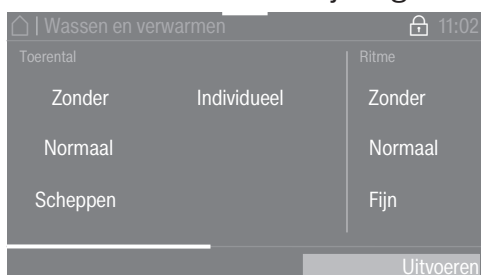 | Wassen en verwarmen 11:02
Toerental
Ritme
Zonder Individueel Zonder
Normaal Normaal
Scheppen Fijn
Uitvoeren